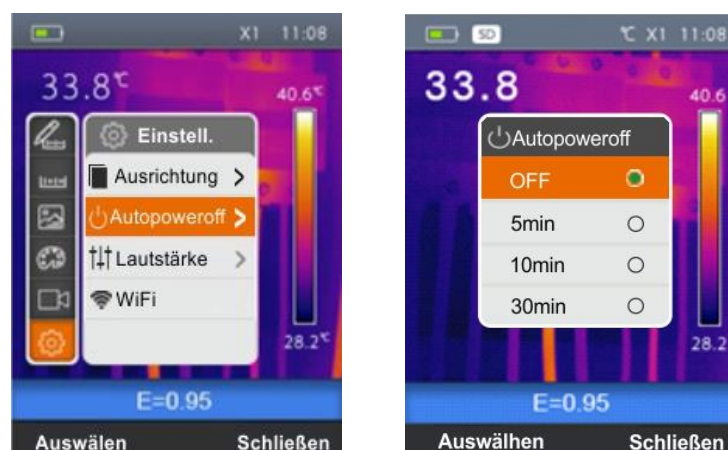 X1 11:08
33.8℃
40.6℃
Einstell.
Ausrichtung >
Autopoweroff >
Lautstärke >
WiFi
28.2℃
E=0.95
Auswälen Schließen
SD ℃ X1 11:08
33.8
40.6
Autopoweroff
OFF
5min
10min
30min
28.2
E=0.95
Auswälhen Schließen